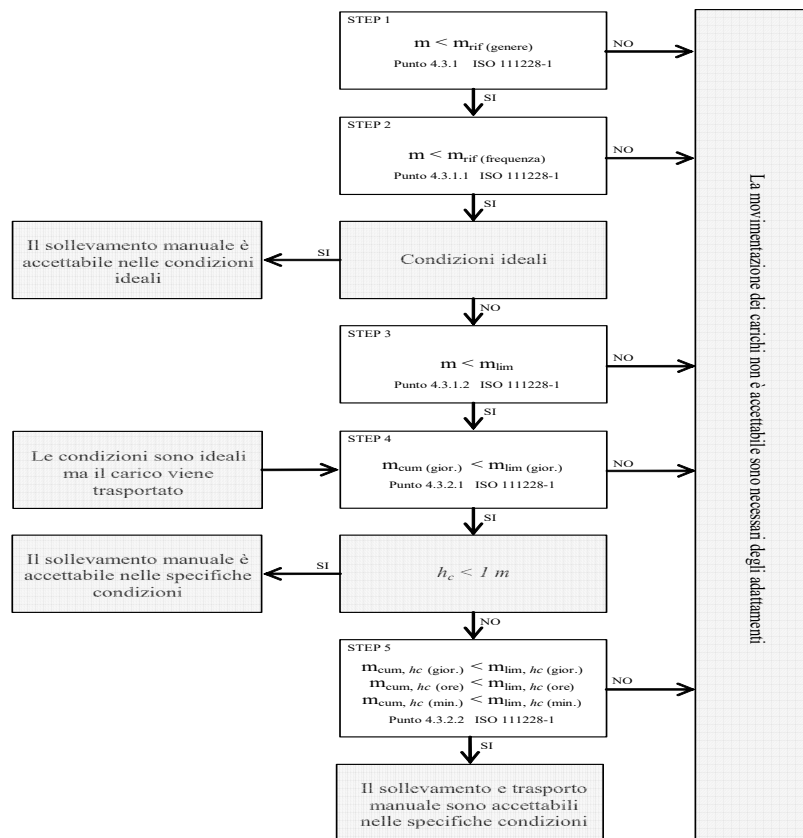 STEP 1
m < mrif (genere)
Punto 4.3.1 ISO 111228-1
NO
SI
STEP 2
m < mrif (frequenza)
Punto 4.3.1.1 ISO 111228-1
NO
SI
Il sollevamento manuale è
accettabile nelle condizioni
ideali
SI
Condizioni ideali
NO
STEP 3
m < mlim
Punto 4.3.1.2 ISO 111228-1
NO
SI
Le condizioni sono ideali
ma il carico viene
trasportato
STEP 4
mcum (gior.) < mlim (gior.)
Punto 4.3.2.1 ISO 111228-1
NO
SI
Il sollevamento manuale è
accettabile nelle specifiche
condizioni
SI
hc < 1 m
NO
STEP 5
mcum, hc (gior.) < mlim, hc (gior.)
mcum, hc (ore) < mlim, hc (ore)
mcum, hc (min.) < mlim, hc (min.)
Punto 4.3.2.2 ISO 111228-1
NO
SI
Il sollevamento e trasporto
manuale sono accettabili
nelle specifiche condizioni
La movimentazione dei carichi non è accettabile sono necessari degli adattamenti